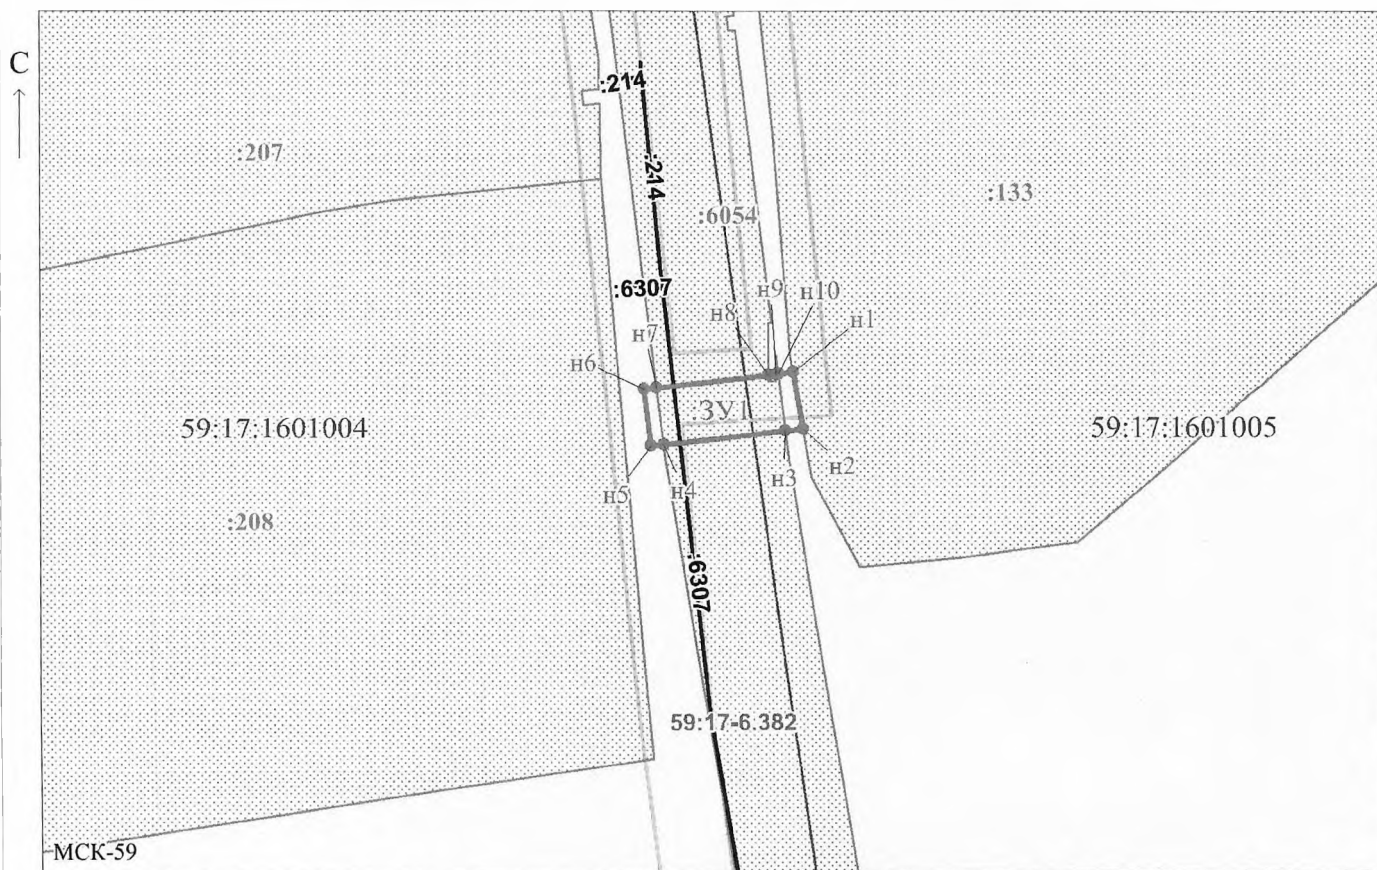 С
:214
:207
:214
:133
:6054
:6307
н9
н10
н8
н1
н7
н6
:ЗУ1
59:17:1601004
59:17:1601005
н2
н3
н4
н5
:208
:6307
59:17-6.382
МСК-59